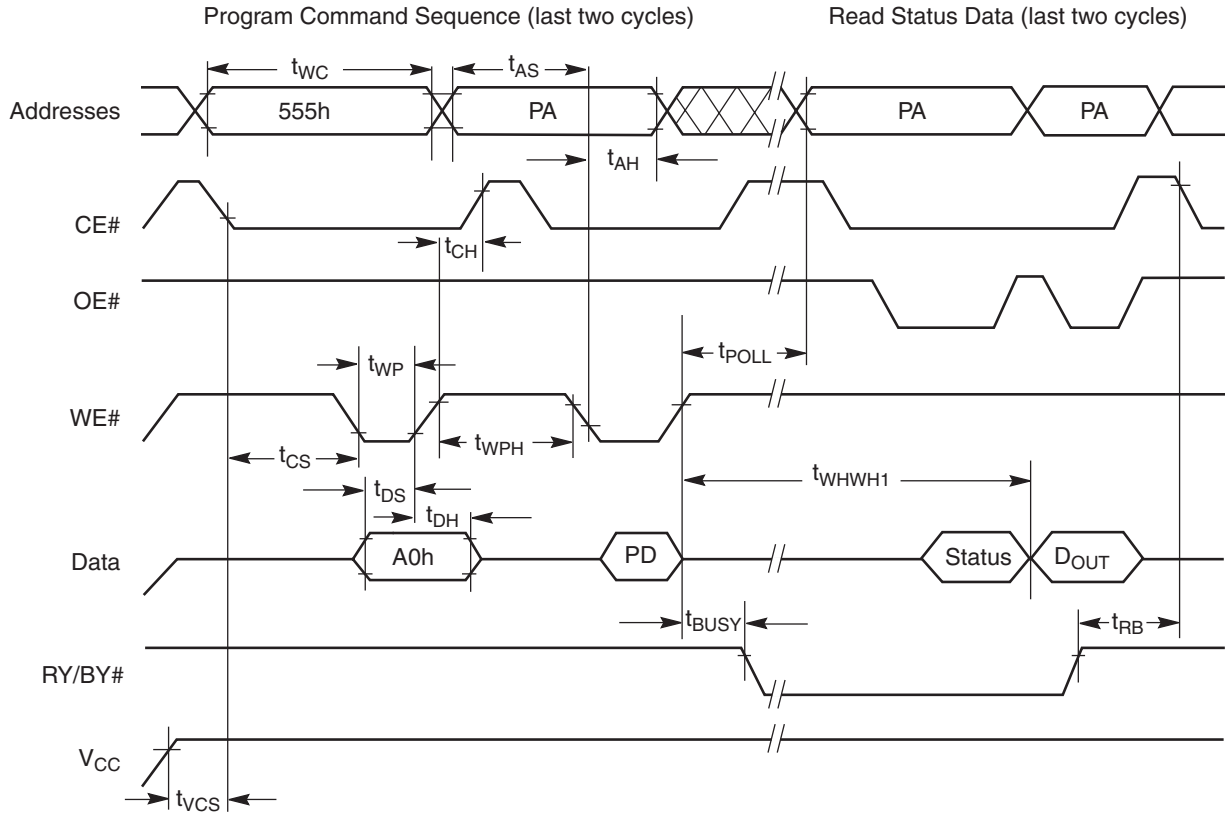 Program Command Sequence (last two cycles)
Read Status Data (last two cycles)
tWC
tAS
Addresses
555h
PA
PA
PA
tAH
CE#
tCH
OE#
tPOLL
tWP
WE#
tWPH
tCS
tWHWH1
tDS
tDH
Data
A0h
PD
Status
DOUT
tBUSY
tRB
RY/BY#
VCC
tVCS